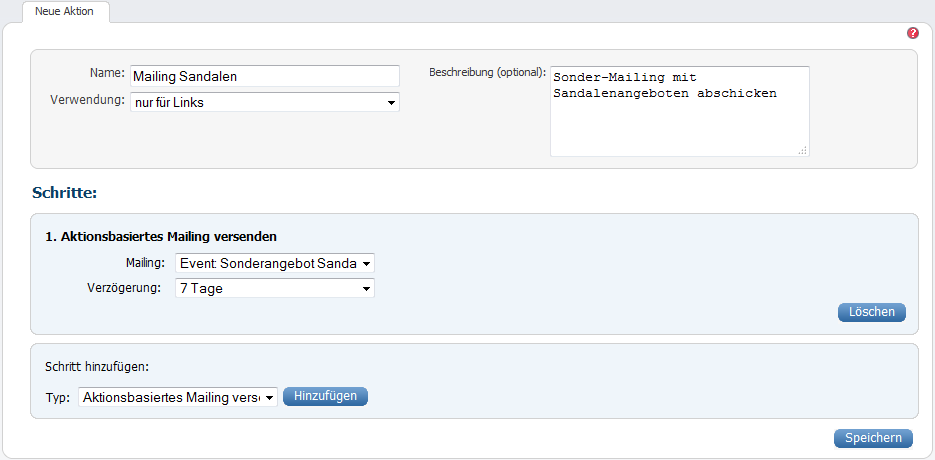 Neue Aktion
?
Name: Mailing Sandalen
Beschreibung (optional): Sonder-Mailing mit
Sandalenangeboten abschicken
Verwendung: nur für Links
Schritte:
1. Aktionsbasiertes Mailing versenden
Mailing: Event: Sonderangebot Sanda
Verzögerung: 7 Tage
Löschen
Schritt hinzufügen:
Typ: Aktionsbasiertes Mailing vers Hinzufügen
Speichern